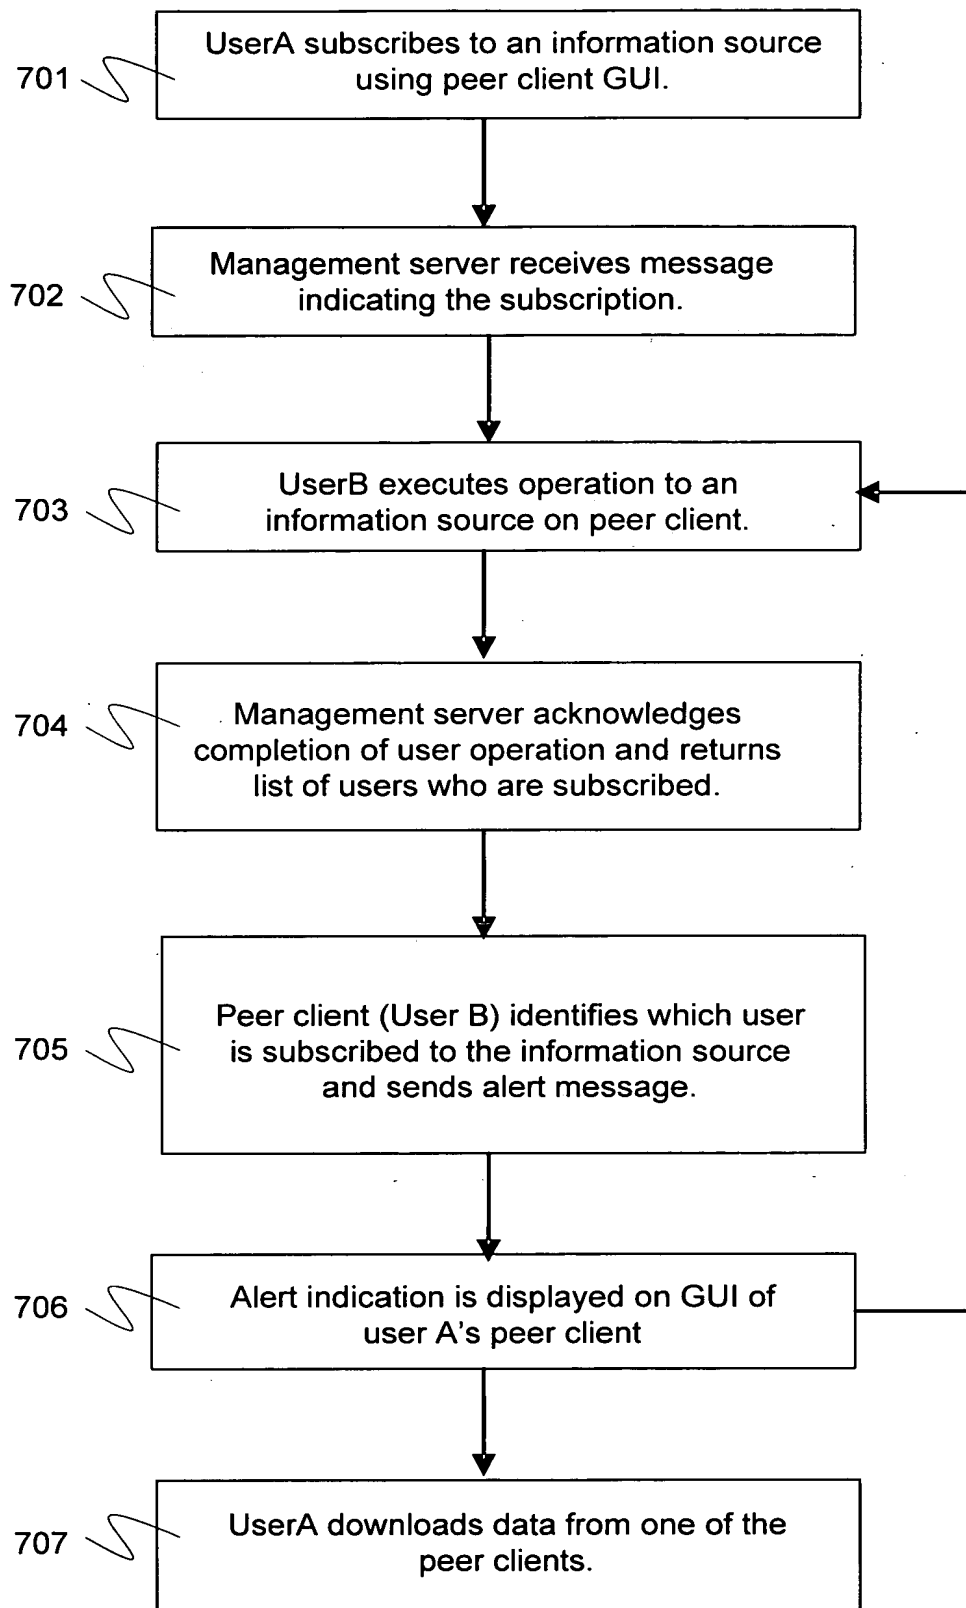 UserA subscribes to an information source
using peer client GUI.
701
Management server receives message
indicating the subscription.
702
UserB executes operation to an
information source on peer client.
703
Management server acknowledges
completion of user operation and returns
list of users who are subscribed.
704
Peer client (User B) identifies which user
is subscribed to the information source
and sends alert message.
705
Alert indication is displayed on GUI of
user A's peer client
706
UserA downloads data from one of the
peer clients.
707